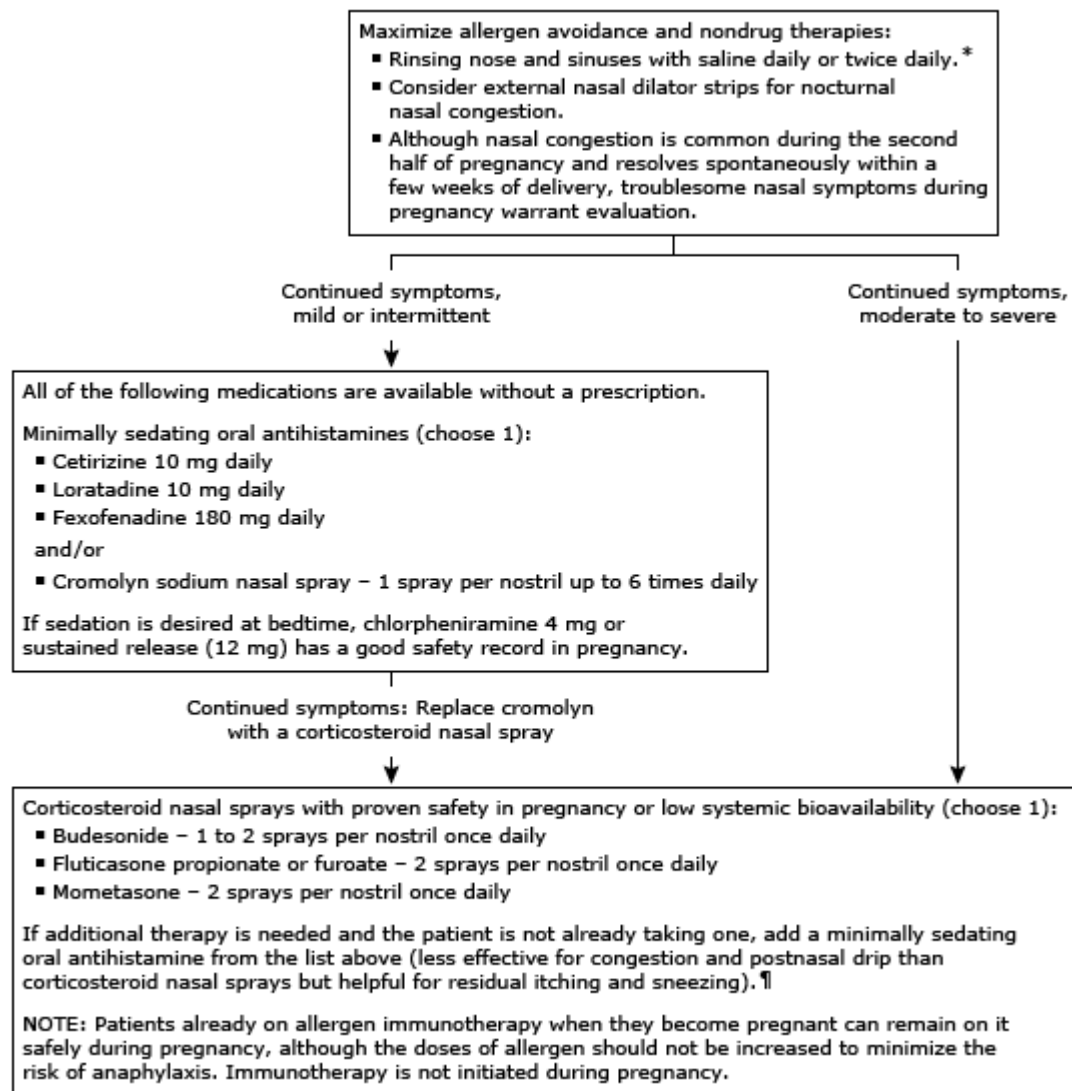 Maximize allergen avoidance and nondrug therapies:
▪ Rinsing nose and sinuses with saline daily or twice daily.*
▪ Consider external nasal dilator strips for nocturnal
nasal congestion.
▪ Although nasal congestion is common during the second
half of pregnancy and resolves spontaneously within a
few weeks of delivery, troublesome nasal symptoms during
pregnancy warrant evaluation.
Continued symptoms,
mild or intermittent
Continued symptoms,
moderate to severe
All of the following medications are available without a prescription.
Minimally sedating oral antihistamines (choose 1):
▪ Cetirizine 10 mg daily
▪ Loratadine 10 mg daily
▪ Fexofenadine 180 mg daily
and/or
▪ Cromolyn sodium nasal spray – 1 spray per nostril up to 6 times daily
If sedation is desired at bedtime, chlorpheniramine 4 mg or
sustained release (12 mg) has a good safety record in pregnancy.
Continued symptoms: Replace cromolyn
with a corticosteroid nasal spray
Corticosteroid nasal sprays with proven safety in pregnancy or low systemic bioavailability (choose 1):
▪ Budesonide – 1 to 2 sprays per nostril once daily
▪ Fluticasone propionate or furoate – 2 sprays per nostril once daily
▪ Mometasone – 2 sprays per nostril once daily
If additional therapy is needed and the patient is not already taking one, add a minimally sedating
oral antihistamine from the list above (less effective for congestion and postnasal drip than
corticosteroid nasal sprays but helpful for residual itching and sneezing).¶
NOTE: Patients already on allergen immunotherapy when they become pregnant can remain on it
safely during pregnancy, although the doses of allergen should not be increased to minimize the
risk of anaphylaxis. Immunotherapy is not initiated during pregnancy.